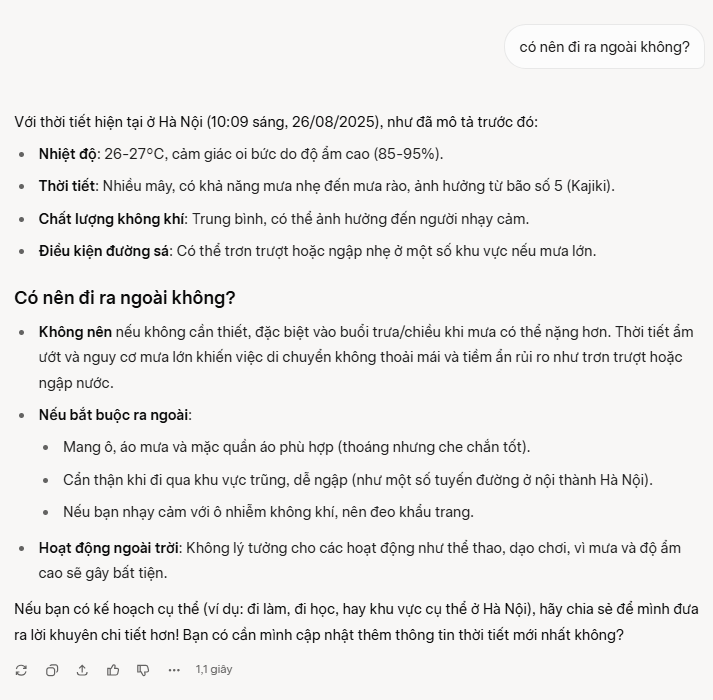 có nên đi ra ngoài không?
Với thời tiết hiện tại ở Hà Nội (10:09 sáng, 26/08/2025), như đã mô tả trước đó:
Nhiệt độ: 26-27°C, cảm giác oi bức do độ ẩm cao (85-95%).
Thời tiết: Nhiều mây, có khả năng mưa nhẹ đến mưa rào, ảnh hưởng từ bão số 5 (Kajiki).
Chất lượng không khí: Trung bình, có thể ảnh hưởng đến người nhạy cảm.
Điều kiện đường sá: Có thể trơn trượt hoặc ngập nhẹ ở một số khu vực nếu mưa lớn.
Có nên đi ra ngoài không?
Không nên nếu không cần thiết, đặc biệt vào buổi trưa/chiều khi mưa có thể nặng hơn. Thời tiết ẩm
ướt và nguy cơ mưa lớn khiến việc di chuyển không thoải mái và tiềm ẩn rủi ro như trơn trượt hoặc
ngập nước.
Nếu bắt buộc ra ngoài:
Mang ô, áo mưa và mặc quần áo phù hợp (thoáng nhưng che chắn tốt).
Cẩn thận khi đi qua khu vực trũng, dễ ngập (như một số tuyến đường ở nội thành Hà Nội).
Nếu bạn nhạy cảm với ô nhiễm không khí, nên đeo khẩu trang.
Hoạt động ngoài trời: Không lý tưởng cho các hoạt động như thể thao, dạo chơi, vì mưa và độ ẩm
cao sẽ gây bất tiện.
Nếu bạn có kế hoạch cụ thể (ví dụ: đi làm, đi học, hay khu vực cụ thể ở Hà Nội), hãy chia sẻ để mình đưa
ra lời khuyên chi tiết hơn! Bạn có cần mình cập nhật thêm thông tin thời tiết mới nhất không?
1,1 giây